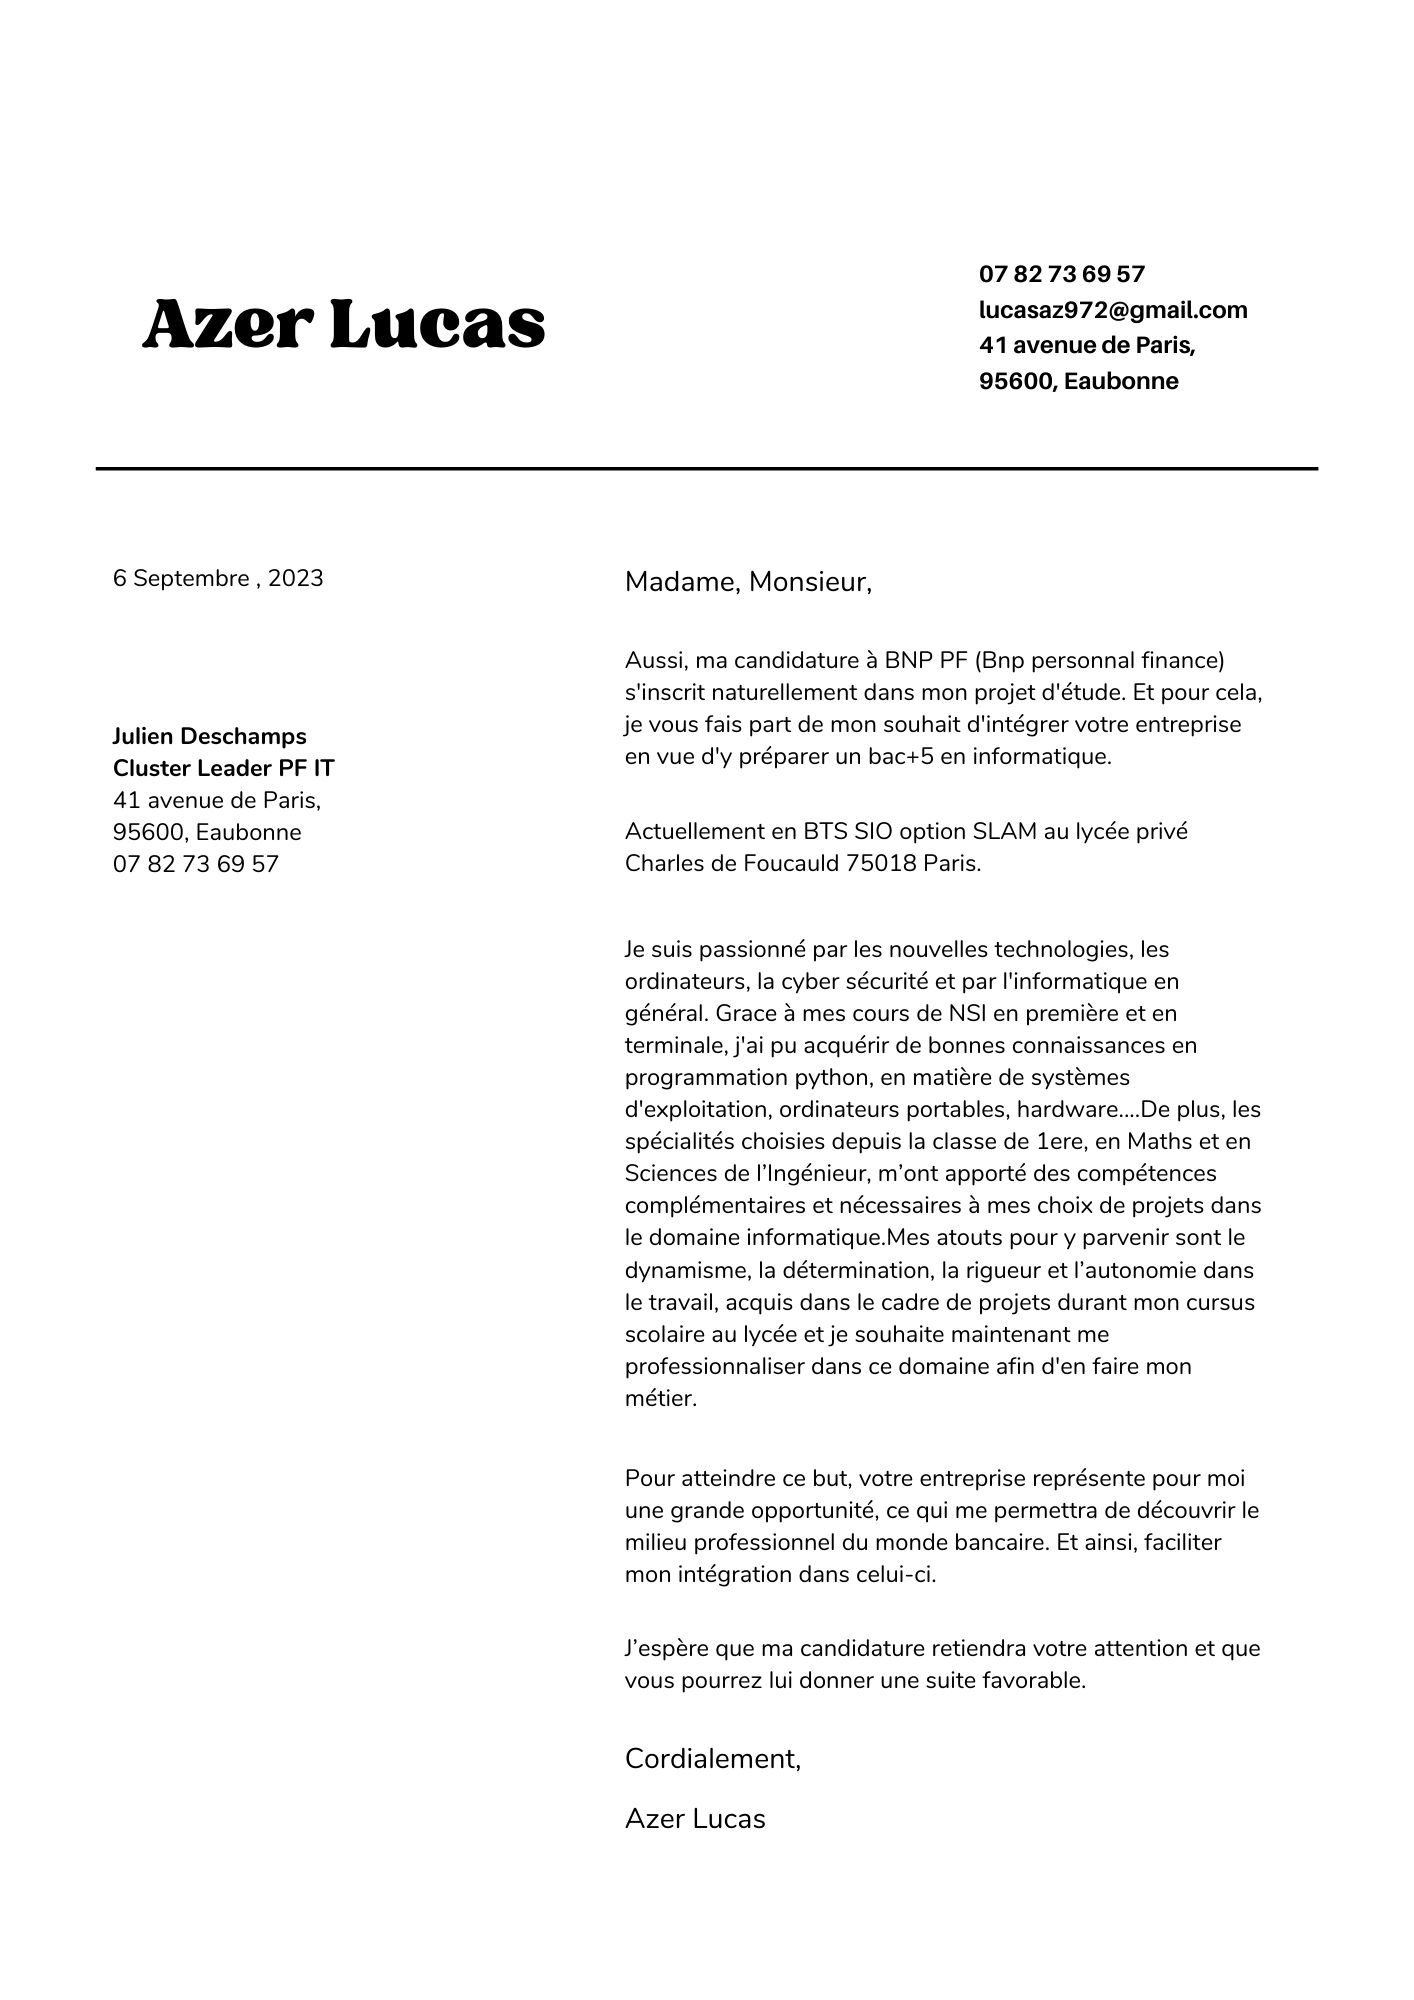 Azer Lucas
07 82 73 69 57
lucasaz972@gmail.com
41 avenue de Paris,
95600, Eaubonne
6 Septembre , 2023
Julien Deschamps
Cluster Leader PF IT
41 avenue de Paris,
95600, Eaubonne
07 82 73 69 57
Madame, Monsieur,
Aussi, ma candidature à BNP PF (Bnp personnal finance)
s'inscrit naturellement dans mon projet d'étude. Et pour cela,
je vous fais part de mon souhait d'intégrer votre entreprise
en vue d'y préparer un bac+5 en informatique.
Actuellement en BTS SIO option SLAM au lycée privé
Charles de Foucauld 75018 Paris.
Je suis passionné par les nouvelles technologies, les
ordinateurs, la cyber sécurité et par l'informatique en
général. Grace à mes cours de NSI en première et en
terminale, j'ai pu acquérir de bonnes connaissances en
programmation python, en matière de systèmes
d'exploitation, ordinateurs portables, hardware....De plus, les
spécialités choisies depuis la classe de 1ere, en Maths et en
Sciences de l’Ingénieur, m’ont apporté des compétences
complémentaires et nécessaires à mes choix de projets dans
le domaine informatique.Mes atouts pour y parvenir sont le
dynamisme, la détermination, la rigueur et l’autonomie dans
le travail, acquis dans le cadre de projets durant mon cursus
scolaire au lycée et je souhaite maintenant me
professionnaliser dans ce domaine afin d'en faire mon
métier.
Pour atteindre ce but, votre entreprise représente pour moi
une grande opportunité, ce qui me permettra de découvrir le
milieu professionnel du monde bancaire. Et ainsi, faciliter
mon intégration dans celui-ci.
J’espère que ma candidature retiendra votre attention et que
vous pourrez lui donner une suite favorable.
Cordialement,
Azer Lucas